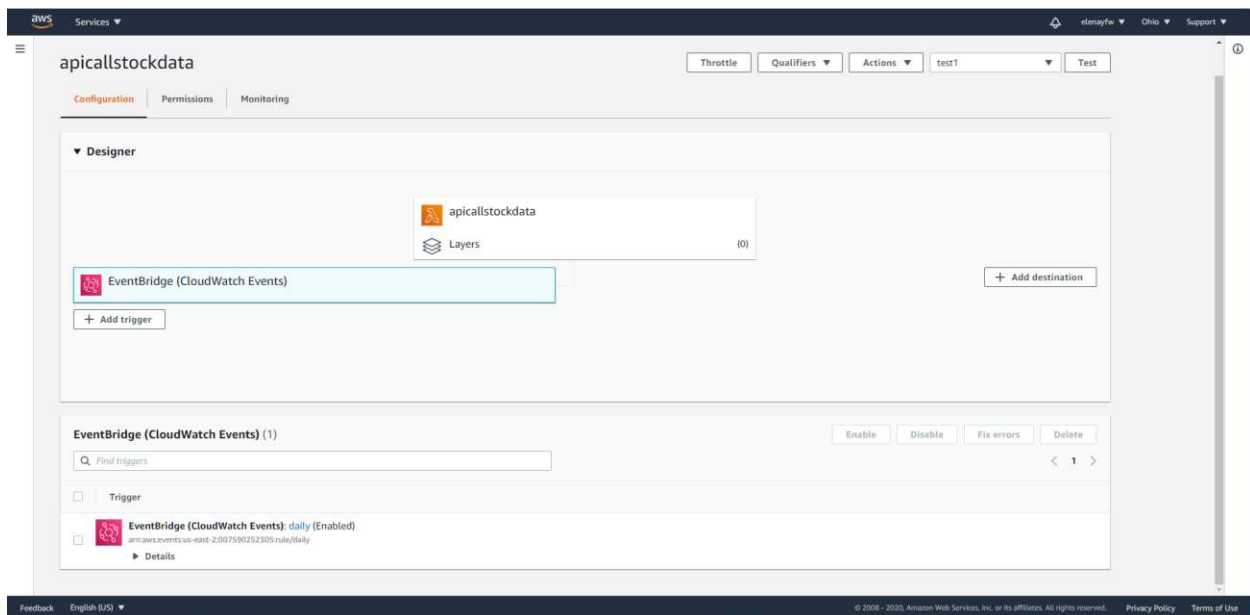 aws Services ▼ elenayfw ▼ Ohio ▼ Support ▼
apicallstockdata Throttle Qualifiers ▼ Actions ▼ test1 ▼ Test
Configuration Permissions Monitoring
▼ Designer
apicallstockdata
Layers (0)
EventBridge (CloudWatch Events) + Add destination
+ Add trigger
EventBridge (CloudWatch Events) (1) Enable Disable Fix errors Delete
Find triggers < 1 >
Trigger
EventBridge (CloudWatch Events): daily (Enabled)
arn:aws:events:us-east-2:007590252305:rule/daily
▶ Details
Feedback English (US) ▼ © 2008 - 2020, Amazon Web Services, Inc. or its affiliates. All rights reserved. Privacy Policy Terms of Use